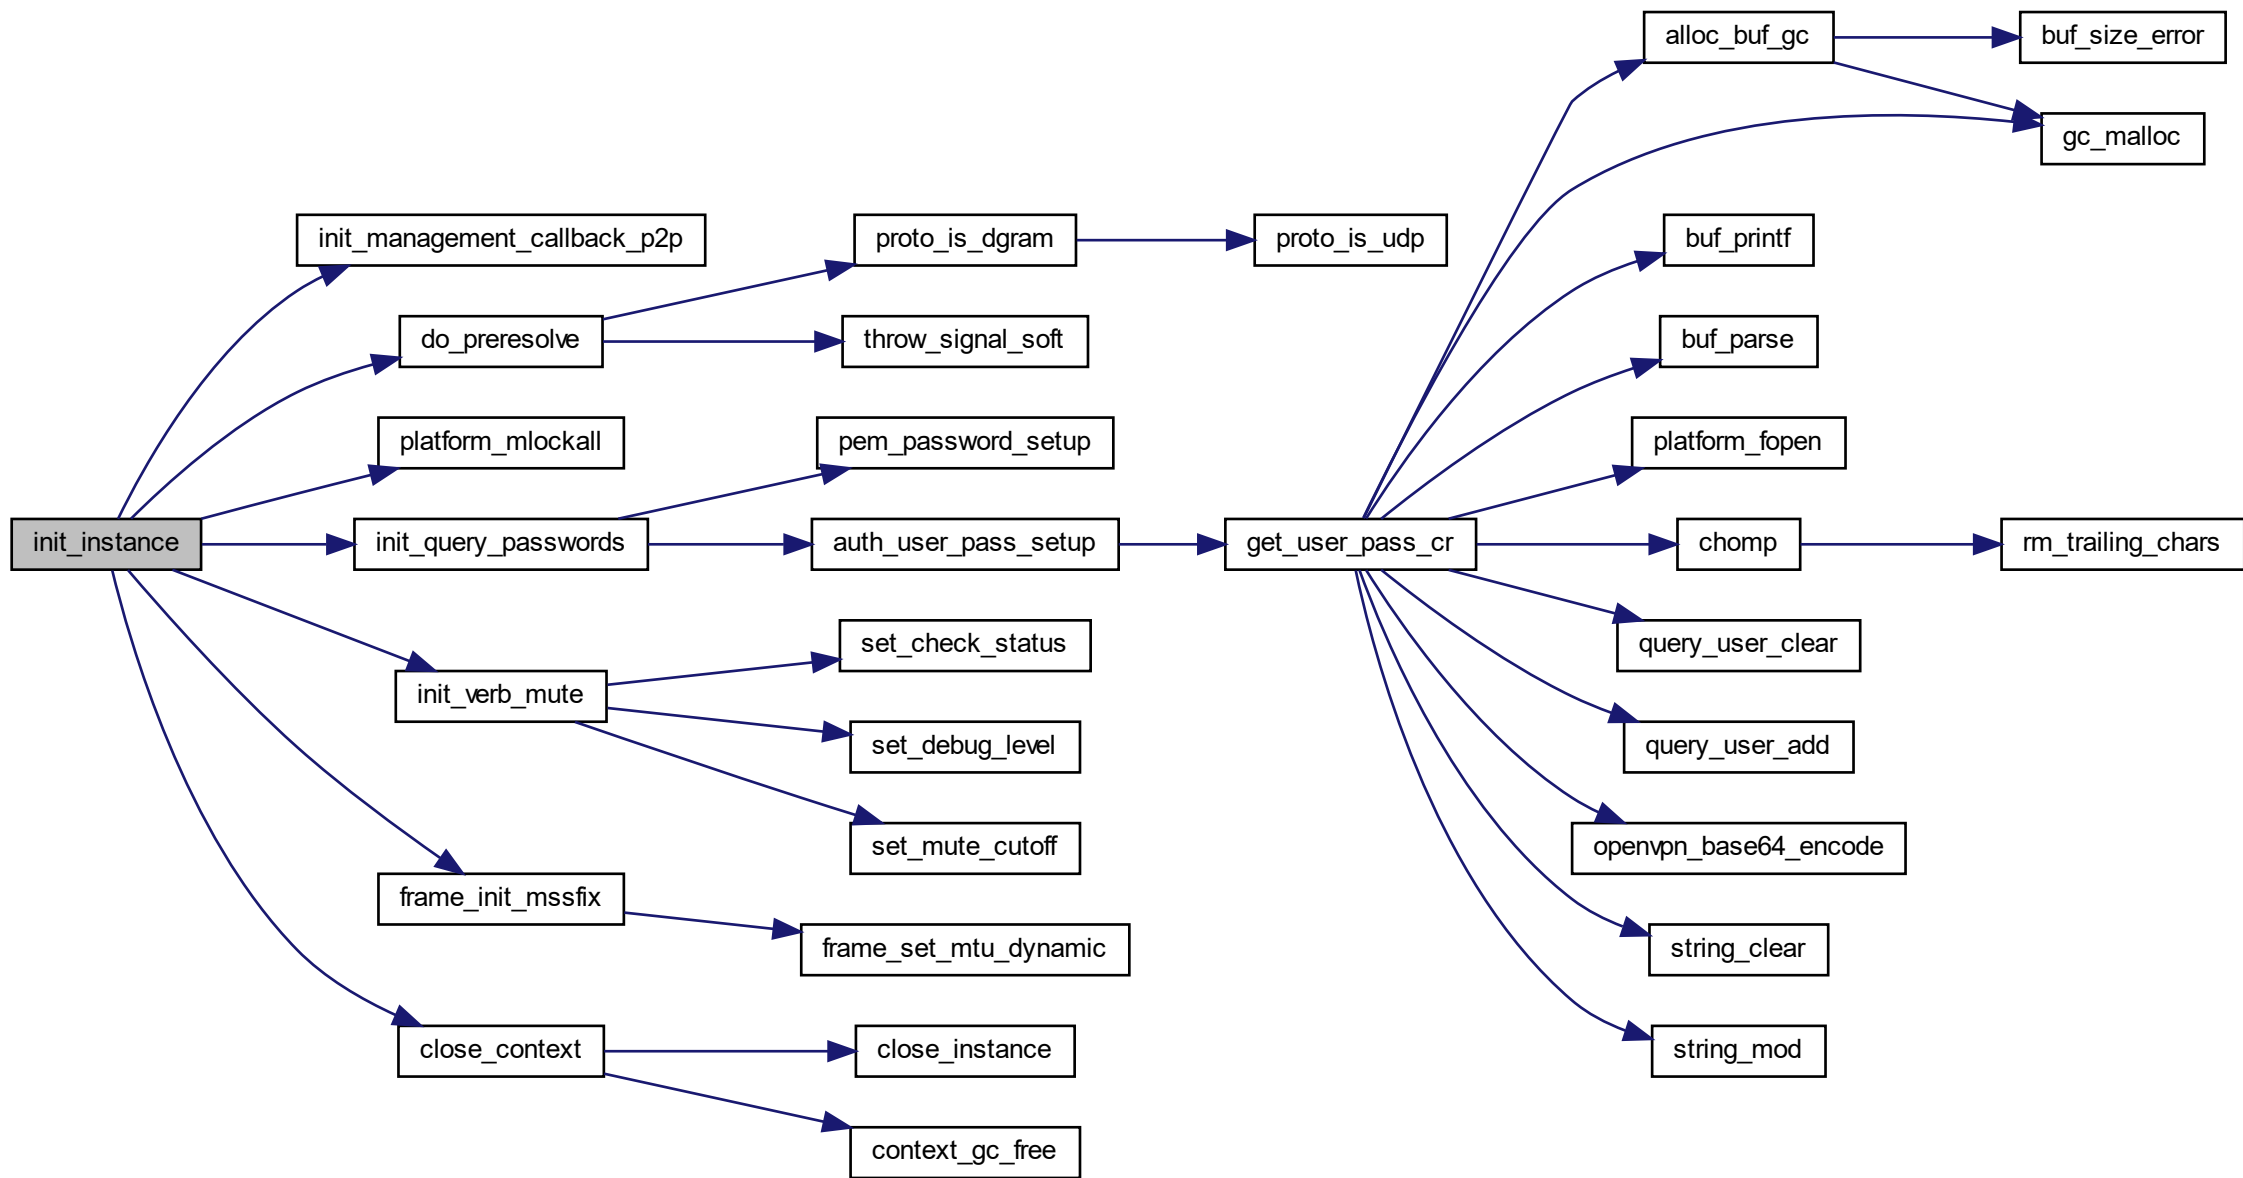 alloc_buf_gc
buf_size_error
gc_malloc
init_management_callback_p2p
proto_is_dgram
proto_is_udp
buf_printf
do_preresolve
throw_signal_soft
buf_parse
platform_mlockall
pem_password_setup
platform_fopen
init_instance
init_query_passwords
auth_user_pass_setup
get_user_pass_cr
chomp
rm_trailing_chars
set_check_status
query_user_clear
init_verb_mute
set_debug_level
query_user_add
set_mute_cutoff
openvpn_base64_encode
frame_init_mssfix
frame_set_mtu_dynamic
string_clear
close_context
close_instance
string_mod
context_gc_free